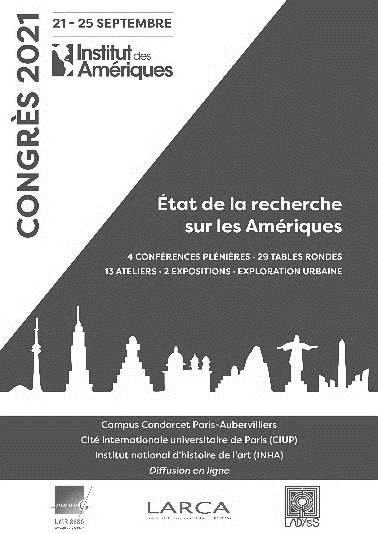 CONGRÈS 2021
21 - 25 SEPTEMBRE
Institut des
Amériques
État de la recherche
sur les Amériques
4 CONFÉRENCES PLÉNIÈRES · 29 TABLES RONDES
13 ATELIERS · 2 EXPOSITIONS · EXPLORATION URBAINE
Campus Condorcet Paris-Aubervilliers
Cité internationale universitaire de Paris (CIUP)
Institut national d'histoire de l'art (INHA)
Diffusion en ligne
UMR 8586
LARCA
LADYSS